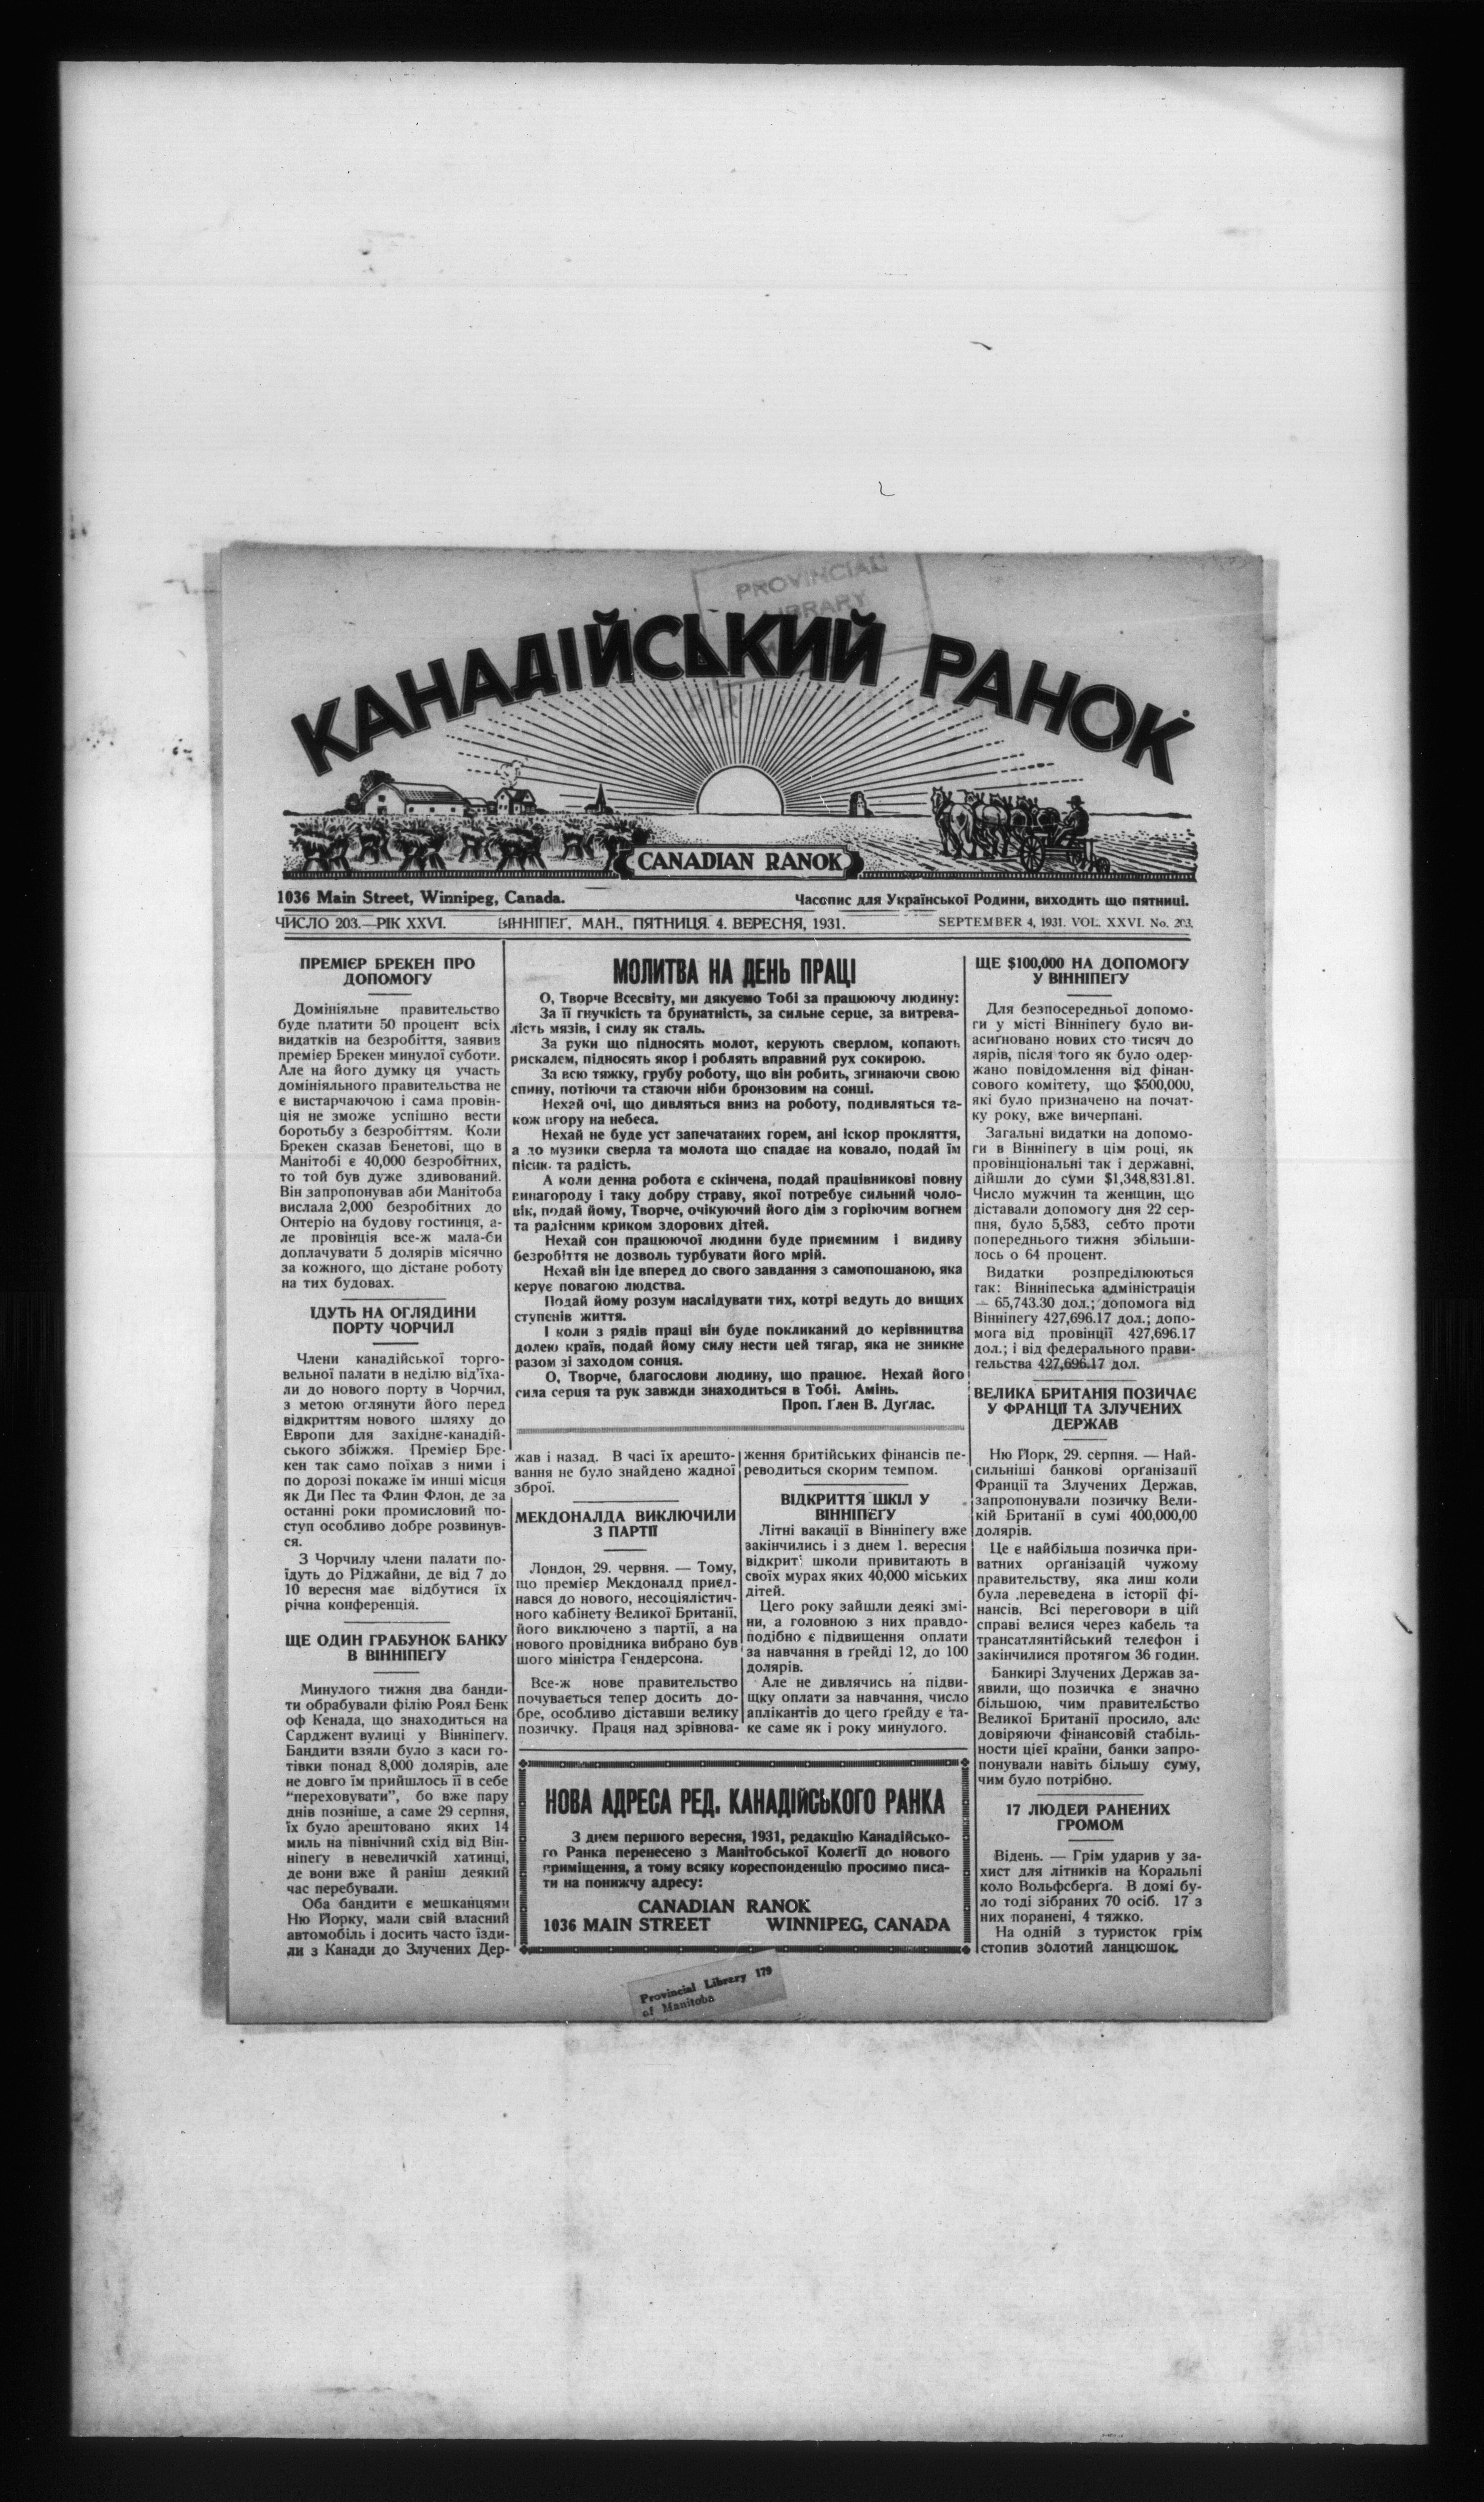 PROVINCIAL
LIBRARY
КАНАДІЙСЬКИЙ РАНОК
CANADIAN RANOK
1036 Main Street, Winnipeg, Canada.
Часопис для Української Родини, виходить що пятниці.
ЧИСЛО 203.—РІК XXVI.
ВІННІПЕҐ, МАН., ПЯТНИЦЯ 4. ВЕРЕСНЯ, 1931.
SEPTEMBER 4, 1931. VOL. XXVI. No. 203.
ПРЕМІЄР БРЕКЕН ПРО
ДОПОМОГУ
Домініяльне правительство
буде платити 50 процент всіх
видатків на безробіття, заявив
премієр Брекен минулої суботи.
Але на його думку ця участь
домініяльного правительства не
є вистарчаючою і сама провін-
ція не зможе успішно вести
боротьбу з безробіттям. Коли
Брекен сказав Бенетові, що в
Манітобі є 40,000 безробітних,
то той був дуже здивований.
Він запропонував аби Манітоба
вислала 2,000 безробітних до
Онтеріо на будову гостинця, а-
ле провінція все-ж мала-би
доплачувати 5 долярів місячно
за кожного, що дістане роботу
на тих будовах.
ІДУТЬ НА ОГЛЯДИНИ
ПОРТУ ЧОРЧИЛ
Члени канадійської торго-
вельної палати в неділю від'їха-
ли до нового порту в Чорчил,
з метою оглянути його перед
відкриттям нового шляху до
Европи для західнє-канадій-
ського збіжжя. Премієр Бре-
кен так само поїхав з ними і
по дорозі покаже їм инші місця
як Ди Пес та Флин Флон, де за
останні роки промисловий по-
ступ особливо добре розвинув-
ся.
З Чорчилу члени палати по-
їдуть до Ріджайни, де від 7 до
10 вересня має відбутися їх
річна конференція.
ЩЕ ОДИН ГРАБУНОК БАНКУ
В ВІННІПЕҐУ
Минулого тижня два банди-
ти обрабували філію Роял Бенк
оф Кенада, що знаходиться на
Сарджент вулиці у Вінніпеґу.
Бандити взяли було з каси го-
тівки понад 8,000 долярів, але
не довго їм прийшлось її в себе
"переховувати", бо вже пару
днів пізніше, а саме 29 серпня,
їх було арештовано яких 14
миль на північний схід від Він-
ніпеґу в невеличкій хатинці,
де вони вже й раніш деякий
час перебували.
Оба бандити є мешканцями
Ню Йорку, мали свій власний
автомобіль і досить часто їзди-
ли з Канади до Злучених Дер-
МОЛИТВА НА ДЕНЬ ПРАЦІ
О, Творче Всесвіту, ми дякуємо Тобі за працюючу людину:
За її гнучкість та брунатність, за сильне серце, за витрева-
лість мязів, і силу як сталь.
За руки що підносять молот, керують сверлом, копають
рискалем, підносять якор і роблять вправний рух сокирою.
За всю тяжку, грубу роботу, що він робить, згинаючи свою
спину, потіючи та стаючи ніби бронзовим на сонці.
Нехай очі, що дивляться вниз на роботу, подивляться та-
кож вгору на небеса.
Нехай не буде уст запечатаних горем, ані іскор прокляття,
а до музики сверла та молота що спадає на ковало, подай їм
пісни та радість.
А коли денна робота є скінчена, подай працівникові повну
винагороду і таку добру страву, якої потребує сильний чоло-
вік, подай йому, Творче, очікуючий його дім з горіючим вогнем
та радісним криком здорових дітей.
Нехай сон працюючої людини буде приємним і видиву
безробіття не дозволь турбувати його мрій.
Нехай він іде вперед до свого завдання з самопошаною, яка
керує повагою людства.
Подай йому розум наслідувати тих, котрі ведуть до вищих
ступенів життя.
І коли з рядів праці він буде покликаний до керівництва
долею країв, подай йому силу нести цей тягар, яка не зникне
разом зі заходом сонця.
О, Творче, благослови людину, що працює. Нехай його
сила серця та рук завжди знаходиться в Тобі. Амінь.
Проп. Ґлен В. Дуґлас.
жав і назад. В часі їх арешто-
вання не було знайдено жадної
зброї.
МЕКДОНАЛДА ВИКЛЮЧИЛИ
З ПАРТІЇ
Лондон, 29. червня. — Тому,
що премієр Мекдоналд приєд-
нався до нового, несоціялістич-
ного кабінету Великої Британії,
його виключено з партії, а на
нового провідника вибрано був
шого міністра Гендерсона.
Все-ж нове правительство
почувається тепер досить до-
бре, особливо діставши велику
позичку. Праця над зрівнова-
ження бритійських фінансів пе-
реводиться скорим темпом.
ВІДКРИТТЯ ШКІЛ У
ВІННІПЕҐУ
Літні вакації в Вінніпеґу вже
закінчились і з днем 1. вересня
відкриті школи привитають в
своїх мурах яких 40,000 міських
дітей.
Цего року зайшли деякі змі-
ни, а головною з них правдо-
подібно є підвищення оплати
за навчання в ґрейді 12, до 100
долярів.
Але не дивлячись на підви-
щку оплати за навчання, число
аплікантів до цего ґрейду є та-
ке саме як і року минулого.
НОВА АДРЕСА РЕД. КАНАДІЙСЬКОГО РАНКА
З днем першого вересня, 1931, редакцію Канадійсько-
го Ранка перенесено з Манітобської Колеґії до нового
приміщення, а тому всяку кореспонденцію просимо писа-
ти на понижчу адресу:
CANADIAN RANOK
1036 MAIN STREET WINNIPEG, CANADA
ЩЕ $100,000 НА ДОПОМОГУ
У ВІННІПЕҐУ
Для безпосередньої допомо-
ги у місті Вінніпеґу було ви-
асиґновано нових сто тисяч до
лярів, після того як було одер-
жано повідомлення від фінан-
сового комітету, що $500,000,
які було призначено на почат-
ку року, вже вичерпані.
Загальні видатки на допомо-
ги в Вінніпеґу в цім році, як
провінціональні так і державні,
дійшли до суми $1,348,831.81.
Число мужчин та женщин, що
діставали допомогу дня 22 сер-
пня, було 5,583, себто проти
попереднього тижня збільши-
лось о 64 процент.
Видатки розпреділюються
так: Вінніпеська адміністрація
— 65,743.30 дол.; допомога від
Вінніпеґу 427,696.17 дол.; допо-
мога від провінції 427,696.17
дол.; і від федерального прави-
тельства 427,696.17 дол.
ВЕЛИКА БРИТАНІЯ ПОЗИЧАЄ
У ФРАНЦІЇ ТА ЗЛУЧЕНИХ
ДЕРЖАВ
Ню Йорк, 29. серпня. — Най-
сильніші банкові орґанізації
Франції та Злучених Держав,
запропонували позичку Вели-
кій Британії в сумі 400,000,00
долярів.
Це є найбільша позичка при-
ватних орґанізацій чужому
правительству, яка лиш коли
була переведена в історії фі-
нансів. Всі переговори в цій
справі велися через кабель та
трансатлянтійський телефон і
закінчилися протягом 36 годин.
Банкирі Злучених Держав за-
явили, що позичка є значно
більшою, чим правительство
Великої Британії просило, але
довіряючи фінансовій стабіль-
ности цієї країни, банки запро-
понували навіть більшу суму,
чим було потрібно.
17 ЛЮДЕЙ РАНЕНИХ
ГРОМОМ
Відень. — Грім ударив у за-
хист для літників на Коральпі
коло Вольфсберґа. В домі бу-
ло тоді зібраних 70 осіб. 17 з
них поранені, 4 тяжко.
На одній з туристок грім
стопив золотий ланцюшок.
Provincial Library 179
of Manitoba